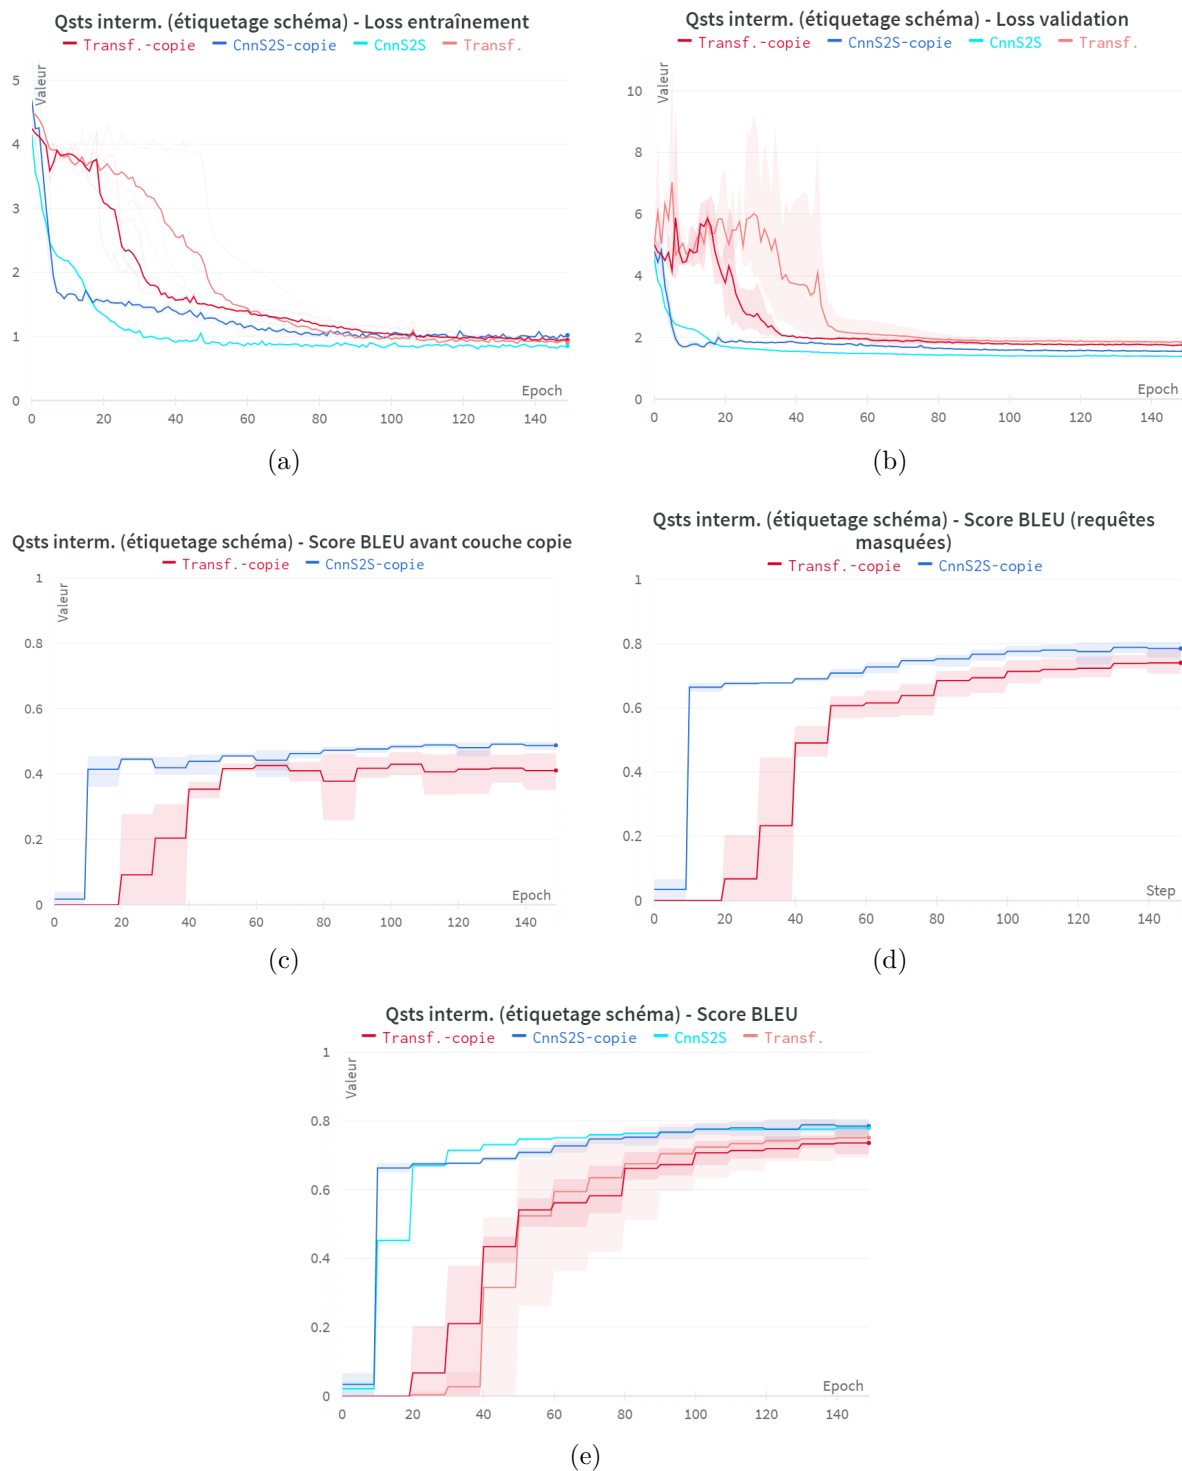 Qsts interm. (étiquetage schéma) - Loss entraînement
Transf.-copie CnnS2S-copie CnnS2S Transf.
Valeur
5
4
3
2
1
0
Epoch
0 20 40 60 80 100 120 140
(a)
Qsts interm. (étiquetage schéma) - Loss validation
Transf.-copie CnnS2S-copie CnnS2S Transf.
Valeur
10
8
6
4
2
0
Epoch
0 20 40 60 80 100 120 140
(b)
Qsts interm. (étiquetage schéma) - Score BLEU avant couche copie
Transf.-copie CnnS2S-copie
Valeur
1
0.8
0.6
0.4
0.2
0
Epoch
0 20 40 60 80 100 120 140
(c)
Qsts interm. (étiquetage schéma) - Score BLEU (requêtes
masquées)
Transf.-copie CnnS2S-copie
1
0.8
0.6
0.4
0.2
0
Step
0 20 40 60 80 100 120 140
(d)
Qsts interm. (étiquetage schéma) - Score BLEU
Transf.-copie CnnS2S-copie CnnS2S Transf.
Valeur
1
0.8
0.6
0.4
0.2
0
Epoch
0 20 40 60 80 100 120 140
(e)